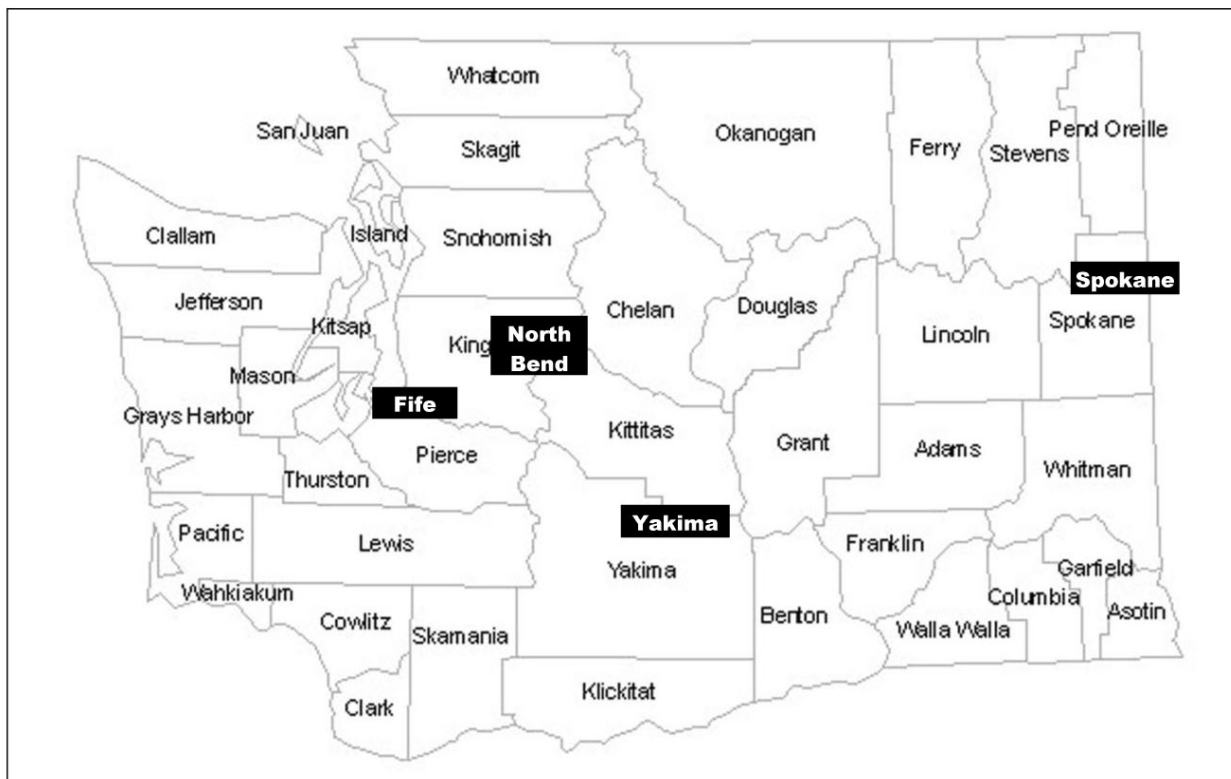 Whatcom
San Juan
Skagit
Okanogan
Ferry
Stevens
Pend Oreille
Clallam
Island
Snohomish
Jefferson
Kitsap
King
North
Bend
Chelan
Douglas
Lincoln
Spokane
Spokane
Mason
Grays Harbor
Fife
Pierce
Kittitas
Grant
Adams
Whitman
Thurston
Pacific
Lewis
Yakima
Yakima
Franklin
Garfield
Wahkiakum
Cowlitz
Skamania
Benton
Walla Walla
Columbia
Asotin
Clark
Klickitat